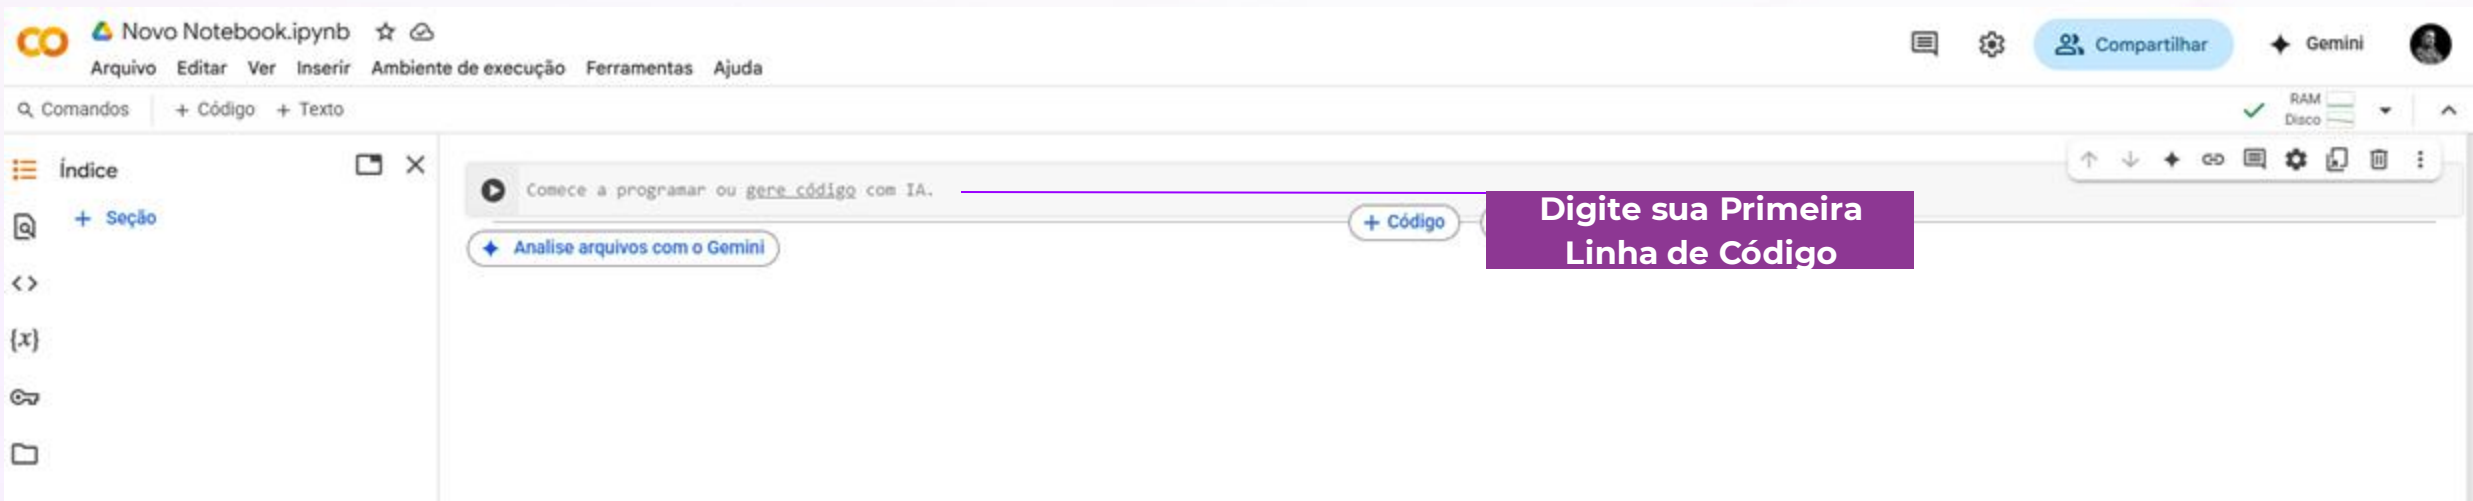 CO Novo Notebook.ipynb
Arquivo Editar Ver Inserir Ambiente de execução Ferramentas Ajuda
Compartilhar Gemini
Comandos + Código + Texto
RAM
Disco
Índice
+ Seção
Comece a programar ou gere código com IA.
+ Código
Digite sua Primeira
Linha de Código
Analise arquivos com o Gemini
<>
{x}